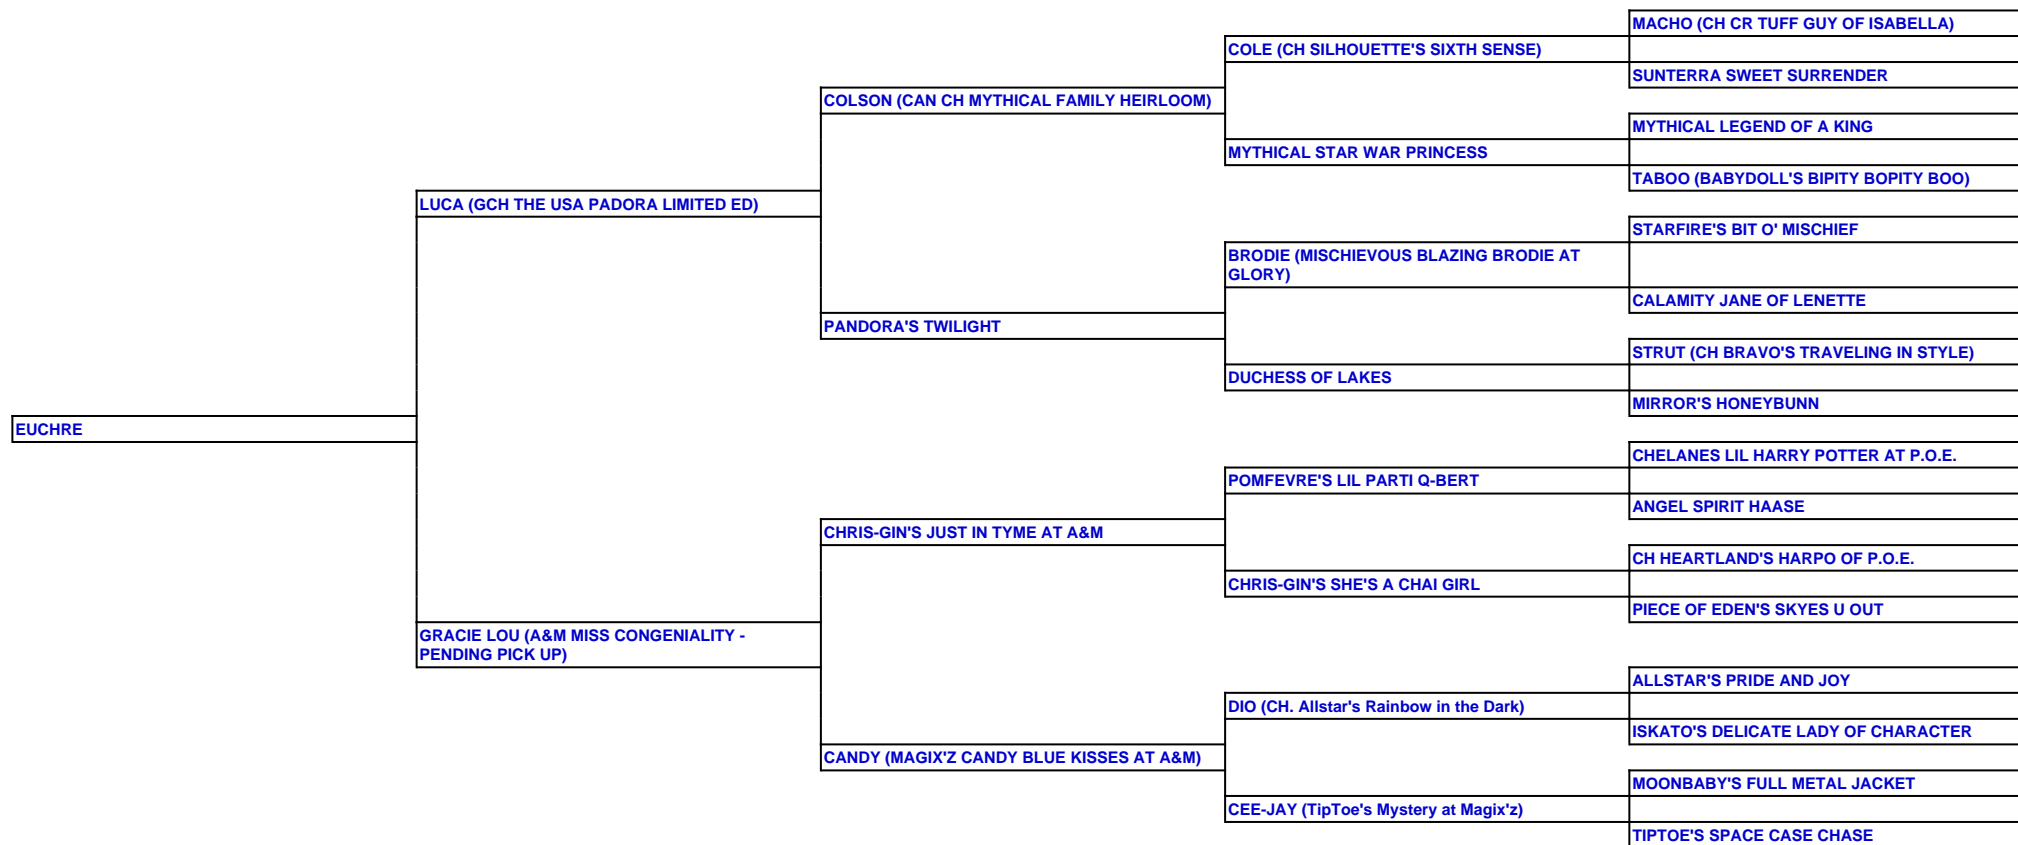 MACHO (CH CR TUFF GUY OF ISABELLA)
COLE (CH SILHOUETTE'S SIXTH SENSE)
SUNTERRA SWEET SURRENDER
COLSON (CAN CH MYTHICAL FAMILY HEIRLOOM)
MYTHICAL LEGEND OF A KING
MYTHICAL STAR WAR PRINCESS
TABOO (BABYDOLL'S BIPITY BOPITY BOO)
LUCA (GCH THE USA PADORA LIMITED ED)
STARFIRE'S BIT O' MISCHIEF
BRODIE (MISCHIEVOUS BLAZING BRODIE AT
GLORY)
CALAMITY JANE OF LENETTE
PANDORA'S TWILIGHT
STRUT (CH BRAVO'S TRAVELING IN STYLE)
DUCHESS OF LAKES
MIRROR'S HONEYBUNN
EUCHRE
CHELANES LIL HARRY POTTER AT P.O.E.
POMFEVRE'S LIL PARTI Q-BERT
ANGEL SPIRIT HAASE
CHRIS-GIN'S JUST IN TYME AT A&M
CH HEARTLAND'S HARPO OF P.O.E.
CHRIS-GIN'S SHE'S A CHAI GIRL
PIECE OF EDEN'S SKYES U OUT
GRACIE LOU (A&M MISS CONGENIALITY -
PENDING PICK UP)
ALLSTAR'S PRIDE AND JOY
DIO (CH. Allstar's Rainbow in the Dark)
ISKATO'S DELICATE LADY OF CHARACTER
CANDY (MAGIX'Z CANDY BLUE KISSES AT A&M)
MOONBABY'S FULL METAL JACKET
CEE-JAY (TipToe's Mystery at Magix'z)
TIPTOE'S SPACE CASE CHASE